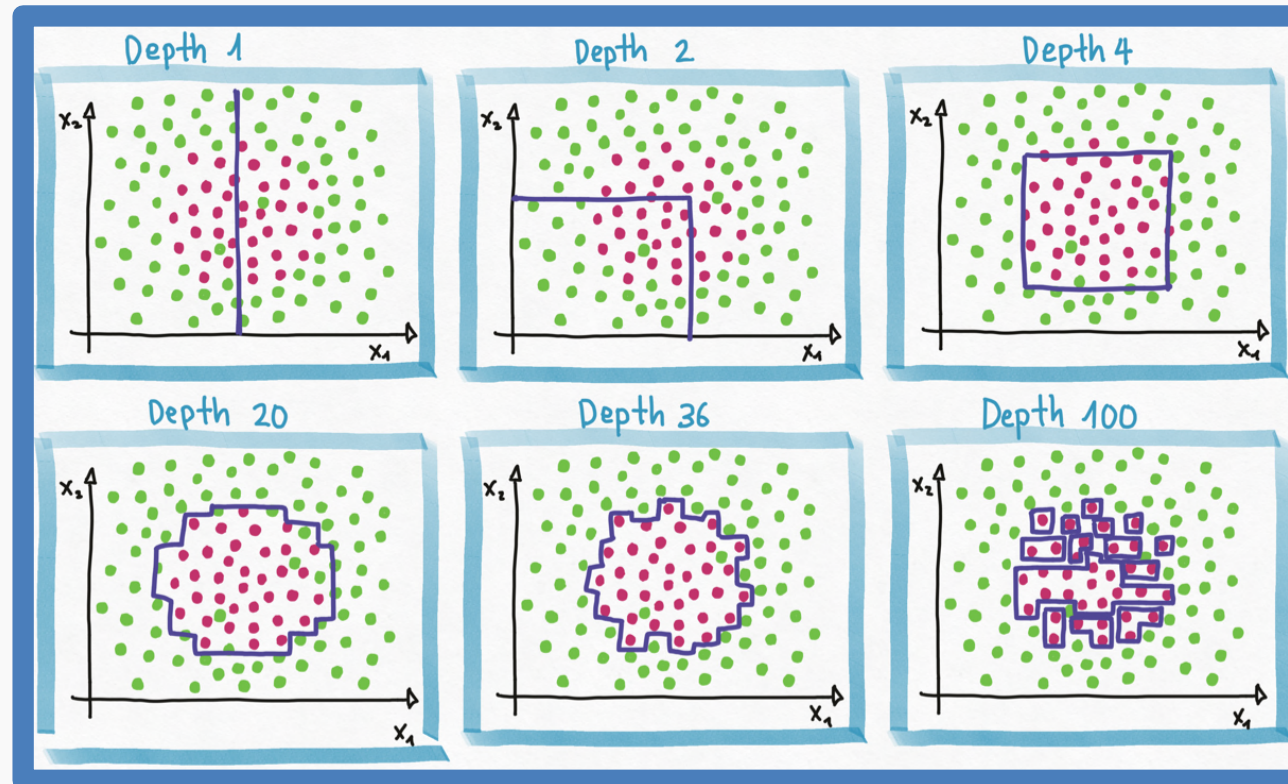 Depth 1
x₂
x₁
Depth 2
x₂
x₁
Depth 4
x₂
x₁
Depth 20
x₂
x₁
Depth 36
x₂
x₁
Depth 100
x₂
x₁